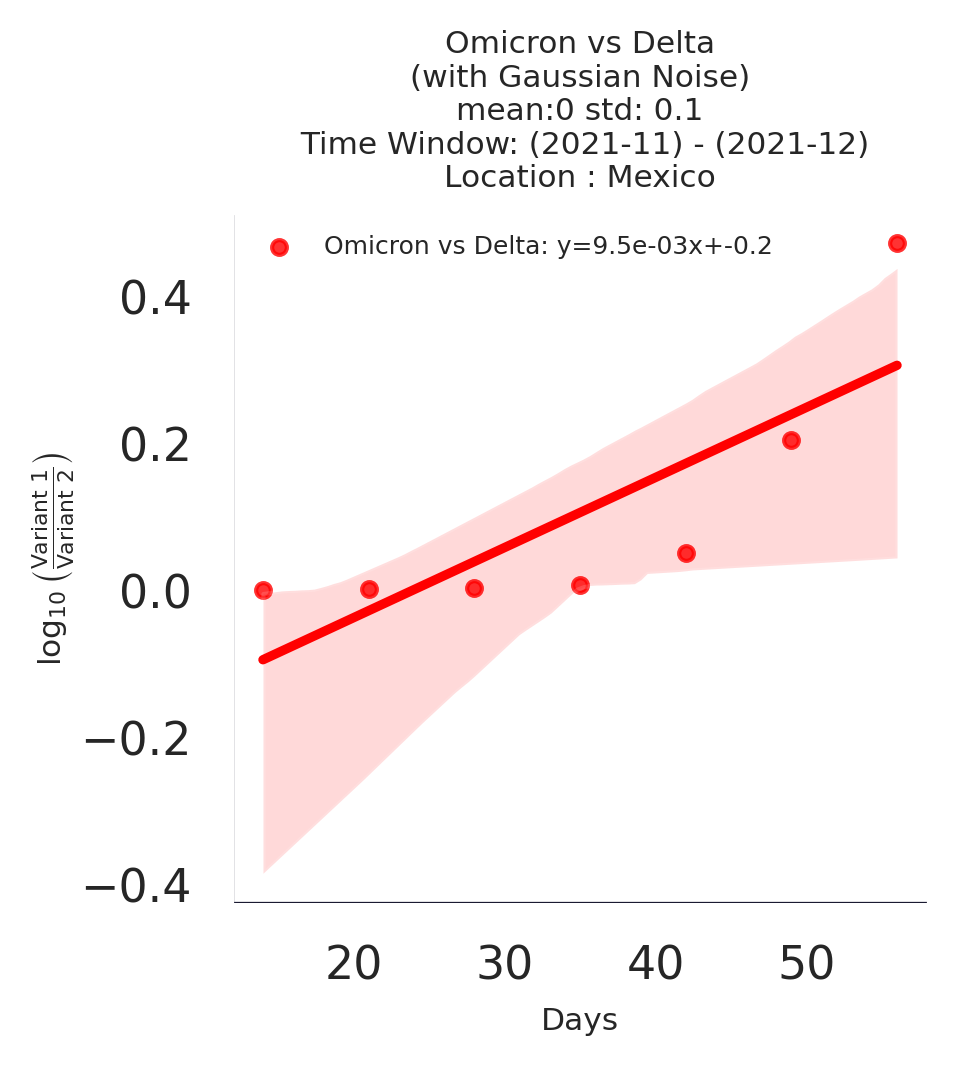 Omicron vs Delta
(with Gaussian Noise)
mean:0 std: 0.1
Time Window: (2021-11) - (2021-12)
Location : Mexico
Omicron vs Delta: y=9.5e-03x+-0.2
0.4
0.2
0.0
−0.2
−0.4
log₁₀ (Variant 1 / Variant 2)
20 30 40 50
Days